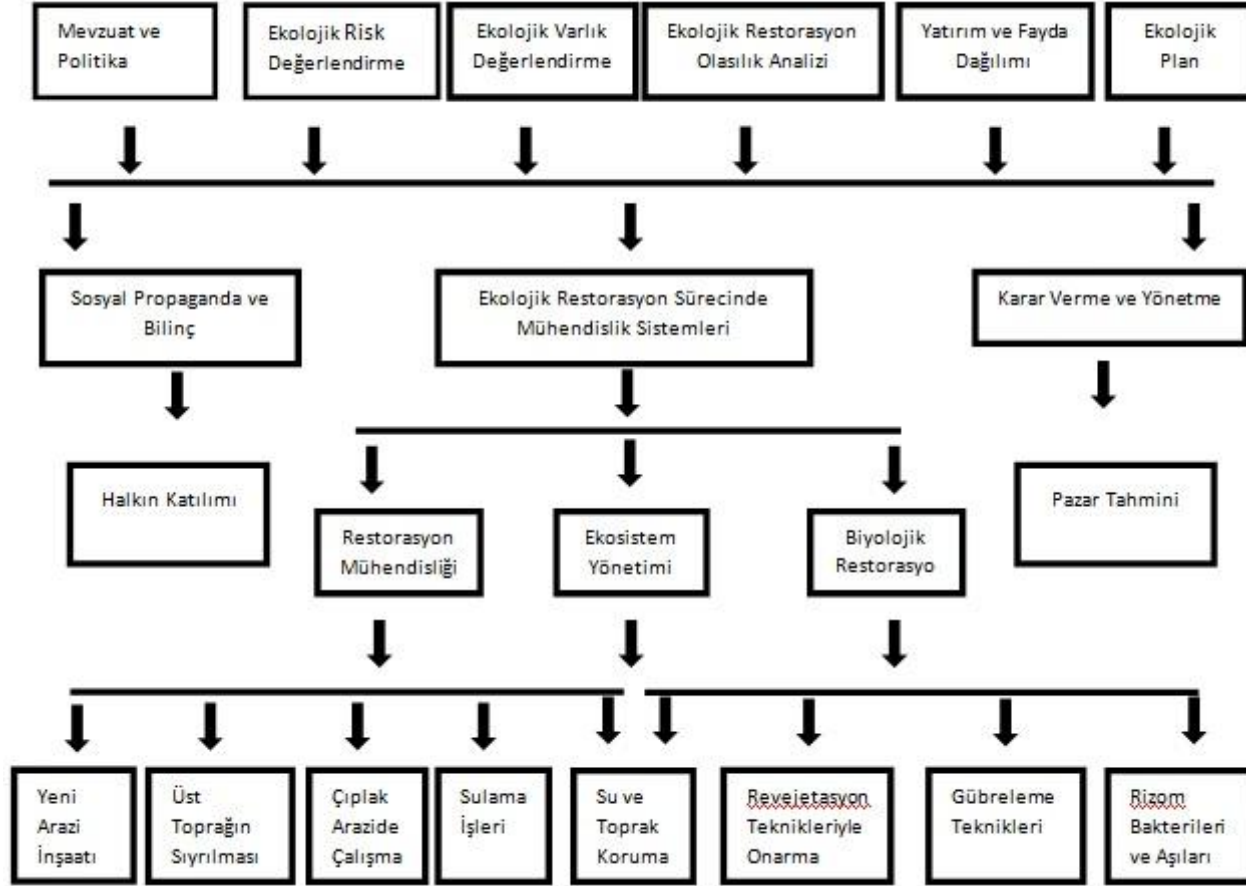 Mevzuat ve
Politika
Ekolojik Risk
Değerlendirme
Ekolojik Varlık
Değerlendirme
Ekolojik Restorasyon
Olasılık Analizi
Yatırım ve Fayda
Dağılımı
Ekolojik
Plan
Sosyal Propaganda ve
Bilinç
Ekolojik Restorasyon Sürecinde
Mühendislik Sistemleri
Karar Verme ve Yönetme
Halkın Katılımı
Pazar Tahmini
Restorasyon
Mühendisliği
Ekosistem
Yönetimi
Biyolojik
Restorasyo
Yeni
Arazi
İnşaatı
Üst
Toprağın
Sıyrılması
Çıplak
Arazide
Çalışma
Sulama
İşleri
Su ve
Toprak
Koruma
Revejetasyon
Teknikleriyle
Onarma
Gübreleme
Teknikleri
Rizom
Bakterileri
ve Aşıları